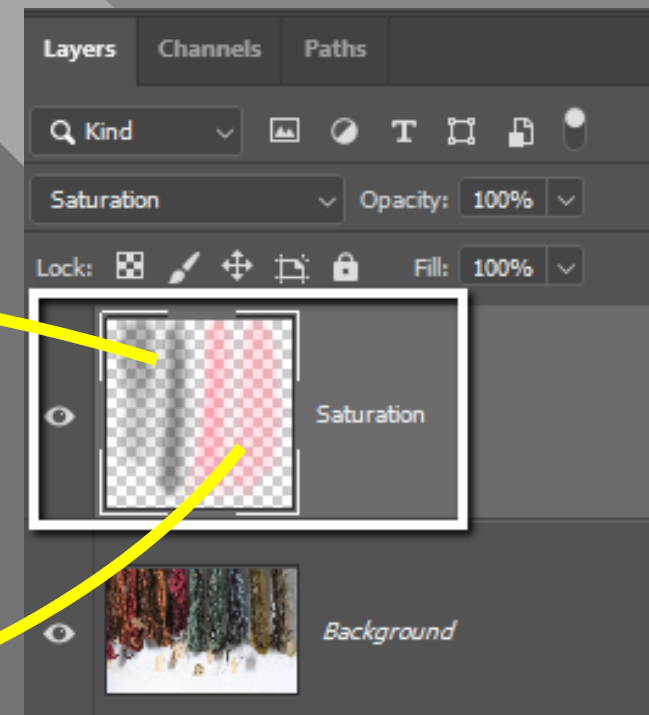 Layers Channels Paths
Kind
Saturation Opacity: 100%
Lock: Fill: 100%
Saturation
Background